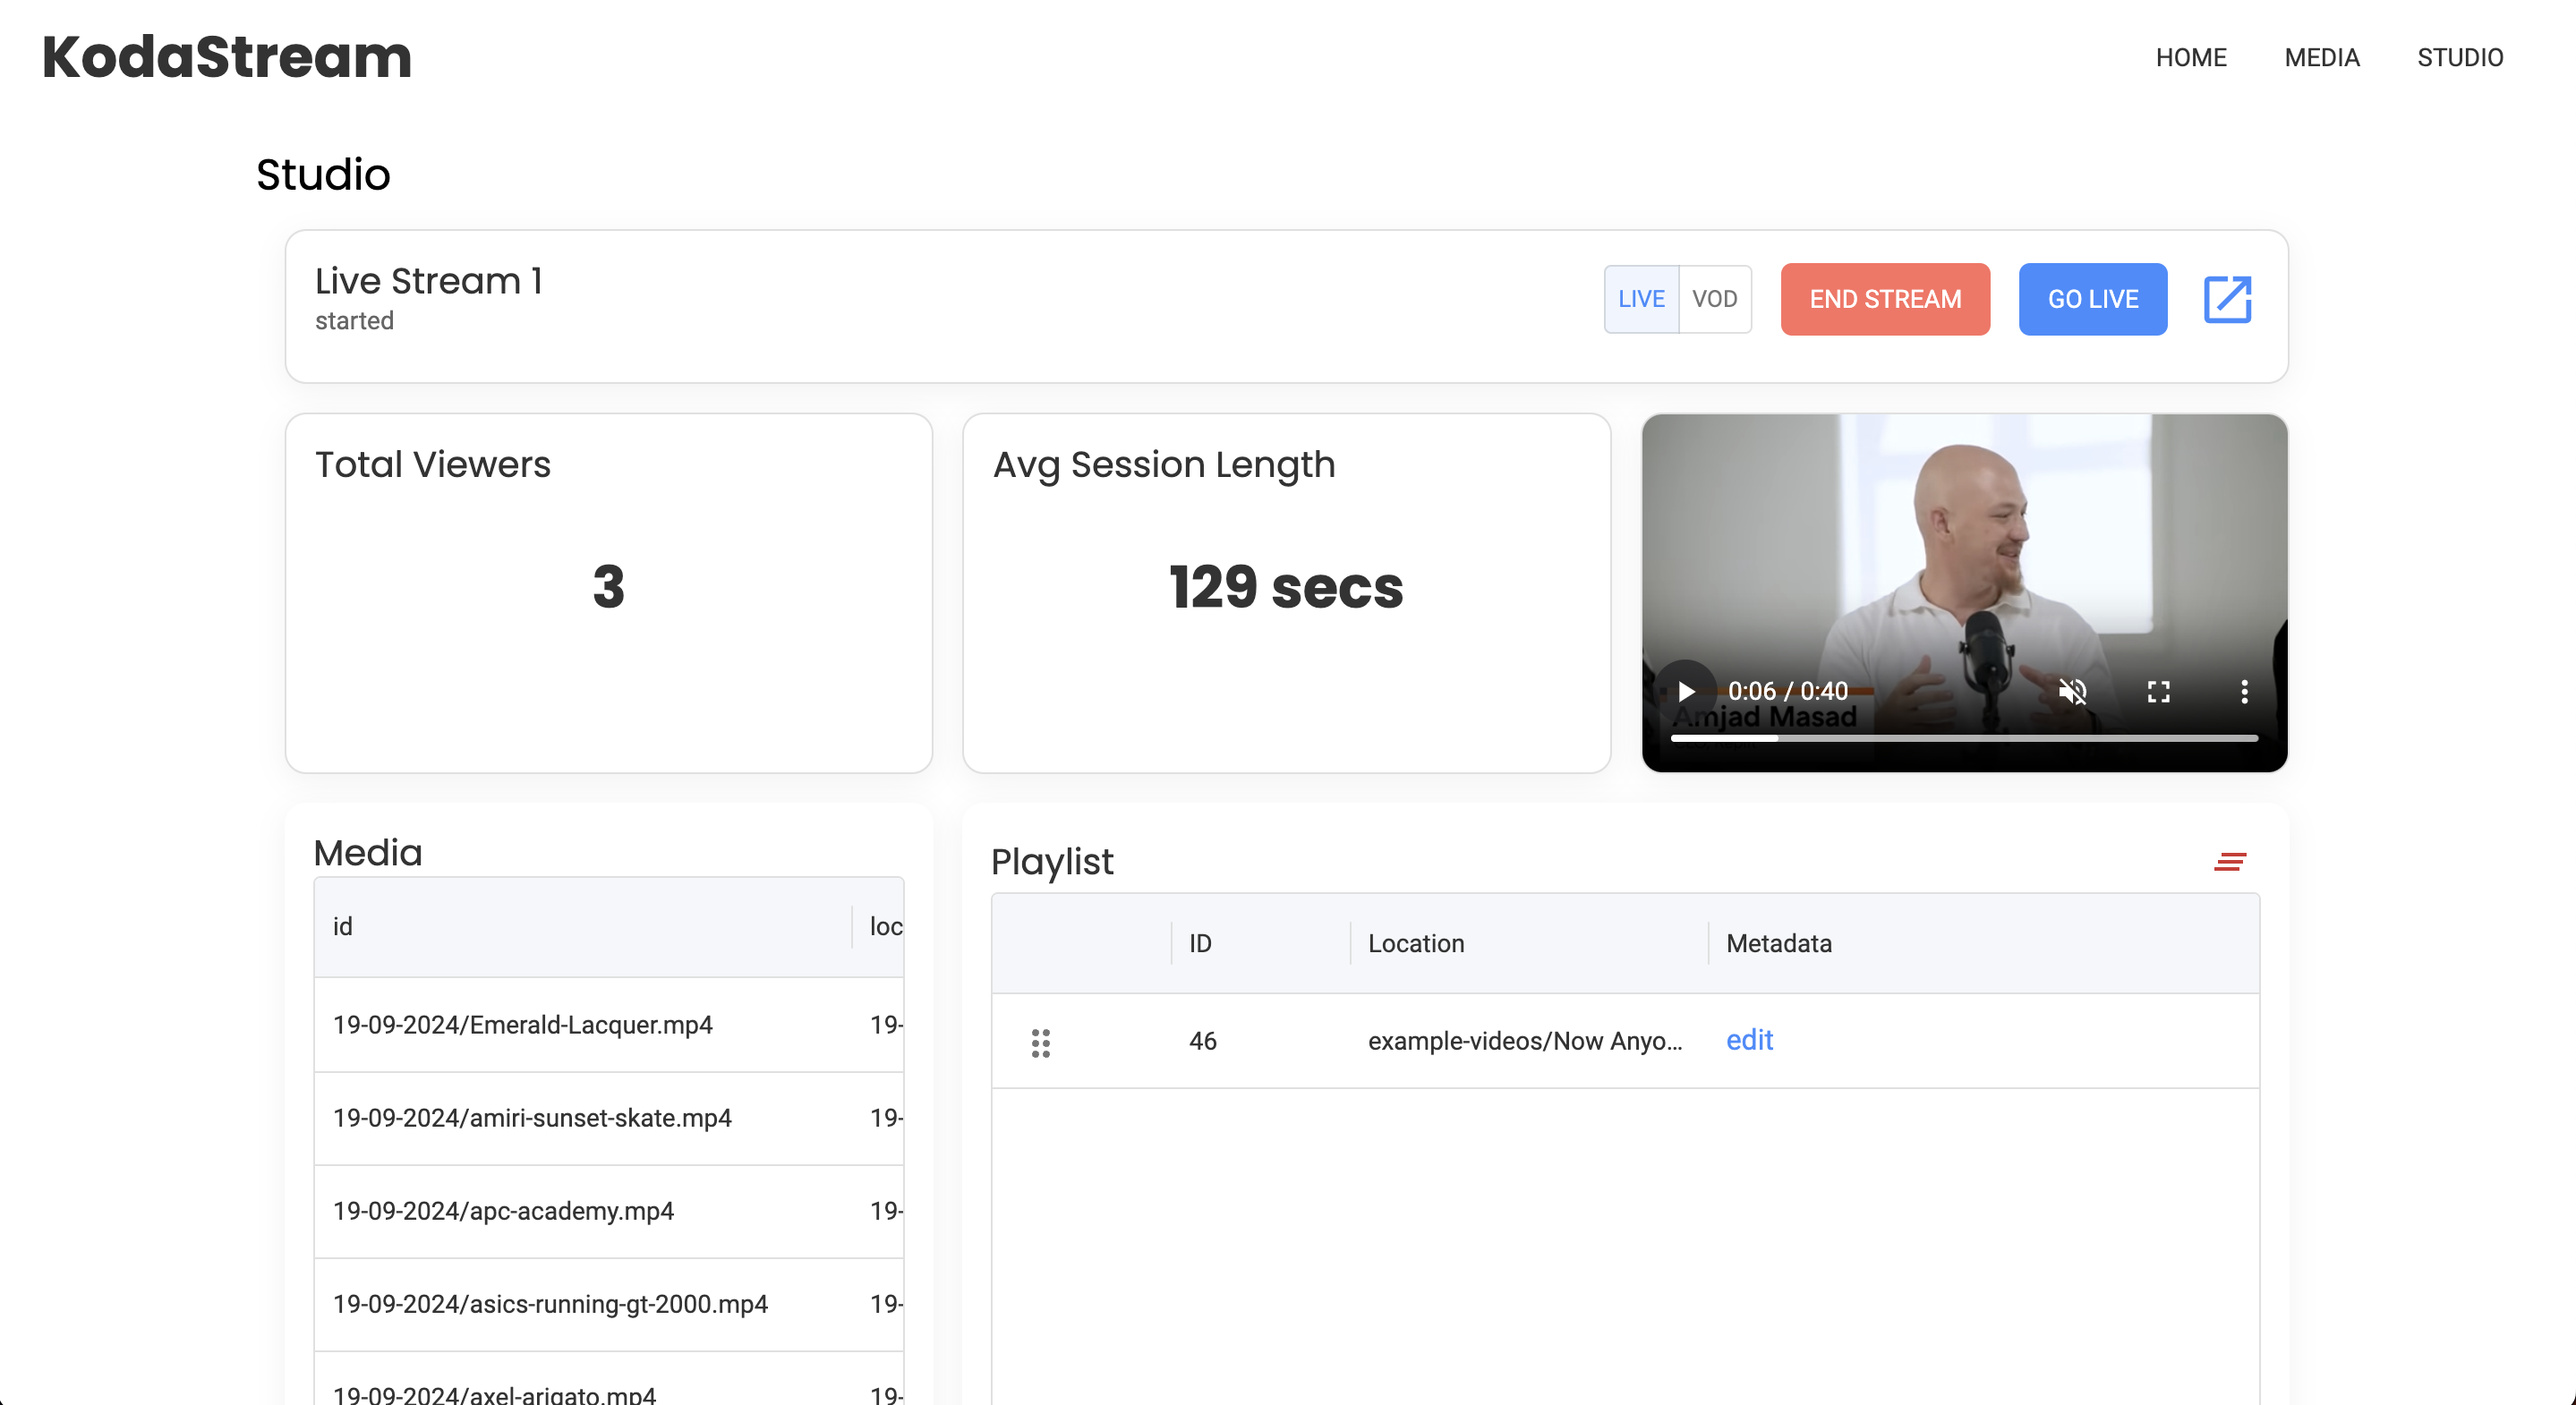 KodaStream
HOME MEDIA STUDIO
Studio
Live Stream 1
started
LIVE VOD END STREAM GO LIVE
Total Viewers
3
Avg Session Length
129 secs
0:06 / 0:40
Amjad Masad
Media
id loc
19-09-2024/Emerald-Lacquer.mp4 19-
19-09-2024/amiri-sunset-skate.mp4 19-
19-09-2024/apc-academy.mp4 19-
19-09-2024/asics-running-gt-2000.mp4 19-
19-09-2024/axel-arigato.mp4 19-
Playlist
ID Location Metadata
46 example-videos/Now Anyo... edit